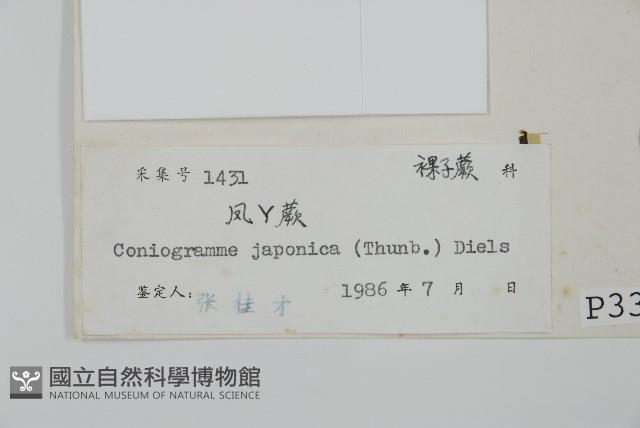 采集号 1431 裸子蕨 科
凤丫蕨
Coniogramme japonica (Thunb.) Diels
鉴定人: 张桂才 1986 年 7 月 日
P33
國立自然科學博物館
NATIONAL MUSEUM OF NATURAL SCIENCE